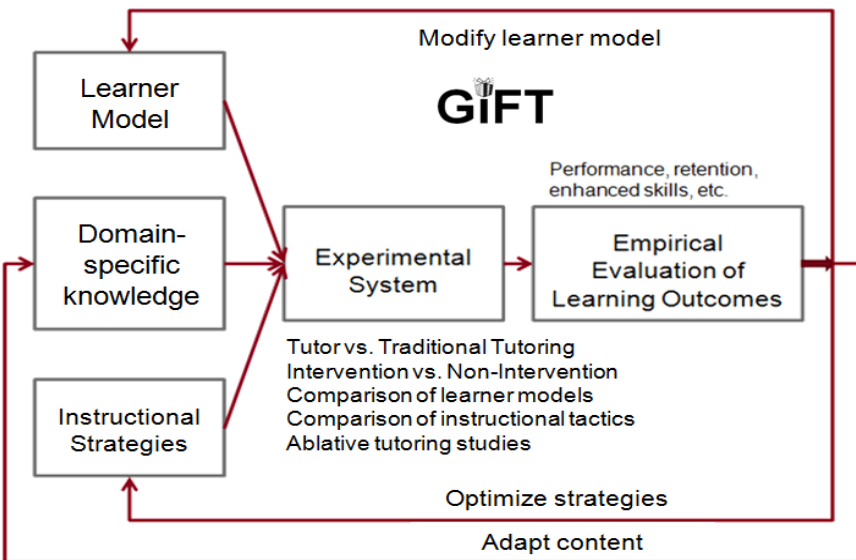 Modify learner model
Learner
Model
GiFT
Performance, retention,
enhanced skills, etc.
Domain-
specific
knowledge
Experimental
System
Empirical
Evaluation of
Learning Outcomes
Tutor vs. Traditional Tutoring
Intervention vs. Non-Intervention
Comparison of learner models
Comparison of instructional tactics
Ablative tutoring studies
Instructional
Strategies
Optimize strategies
Adapt content